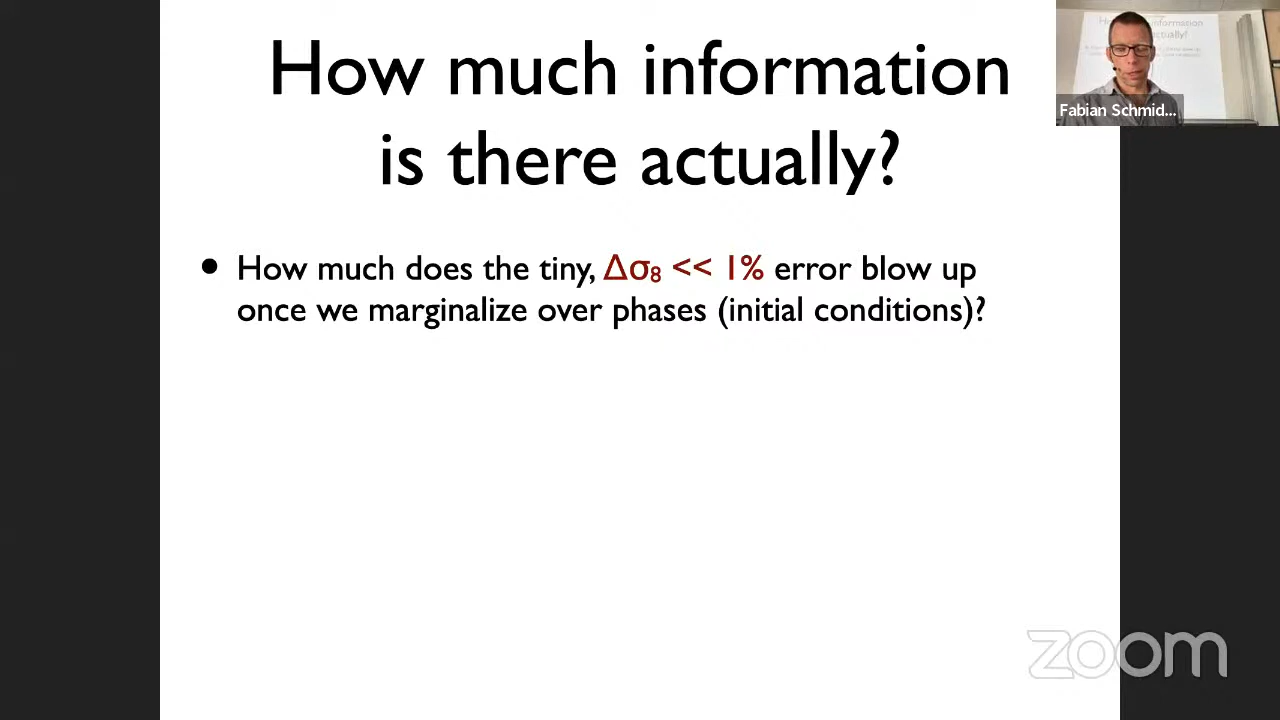 How much information
is there actually?
• How much does the tiny, Δσ₈ << 1% error blow up
once we marginalize over phases (initial conditions)?
Fabian Schmid...
zoom